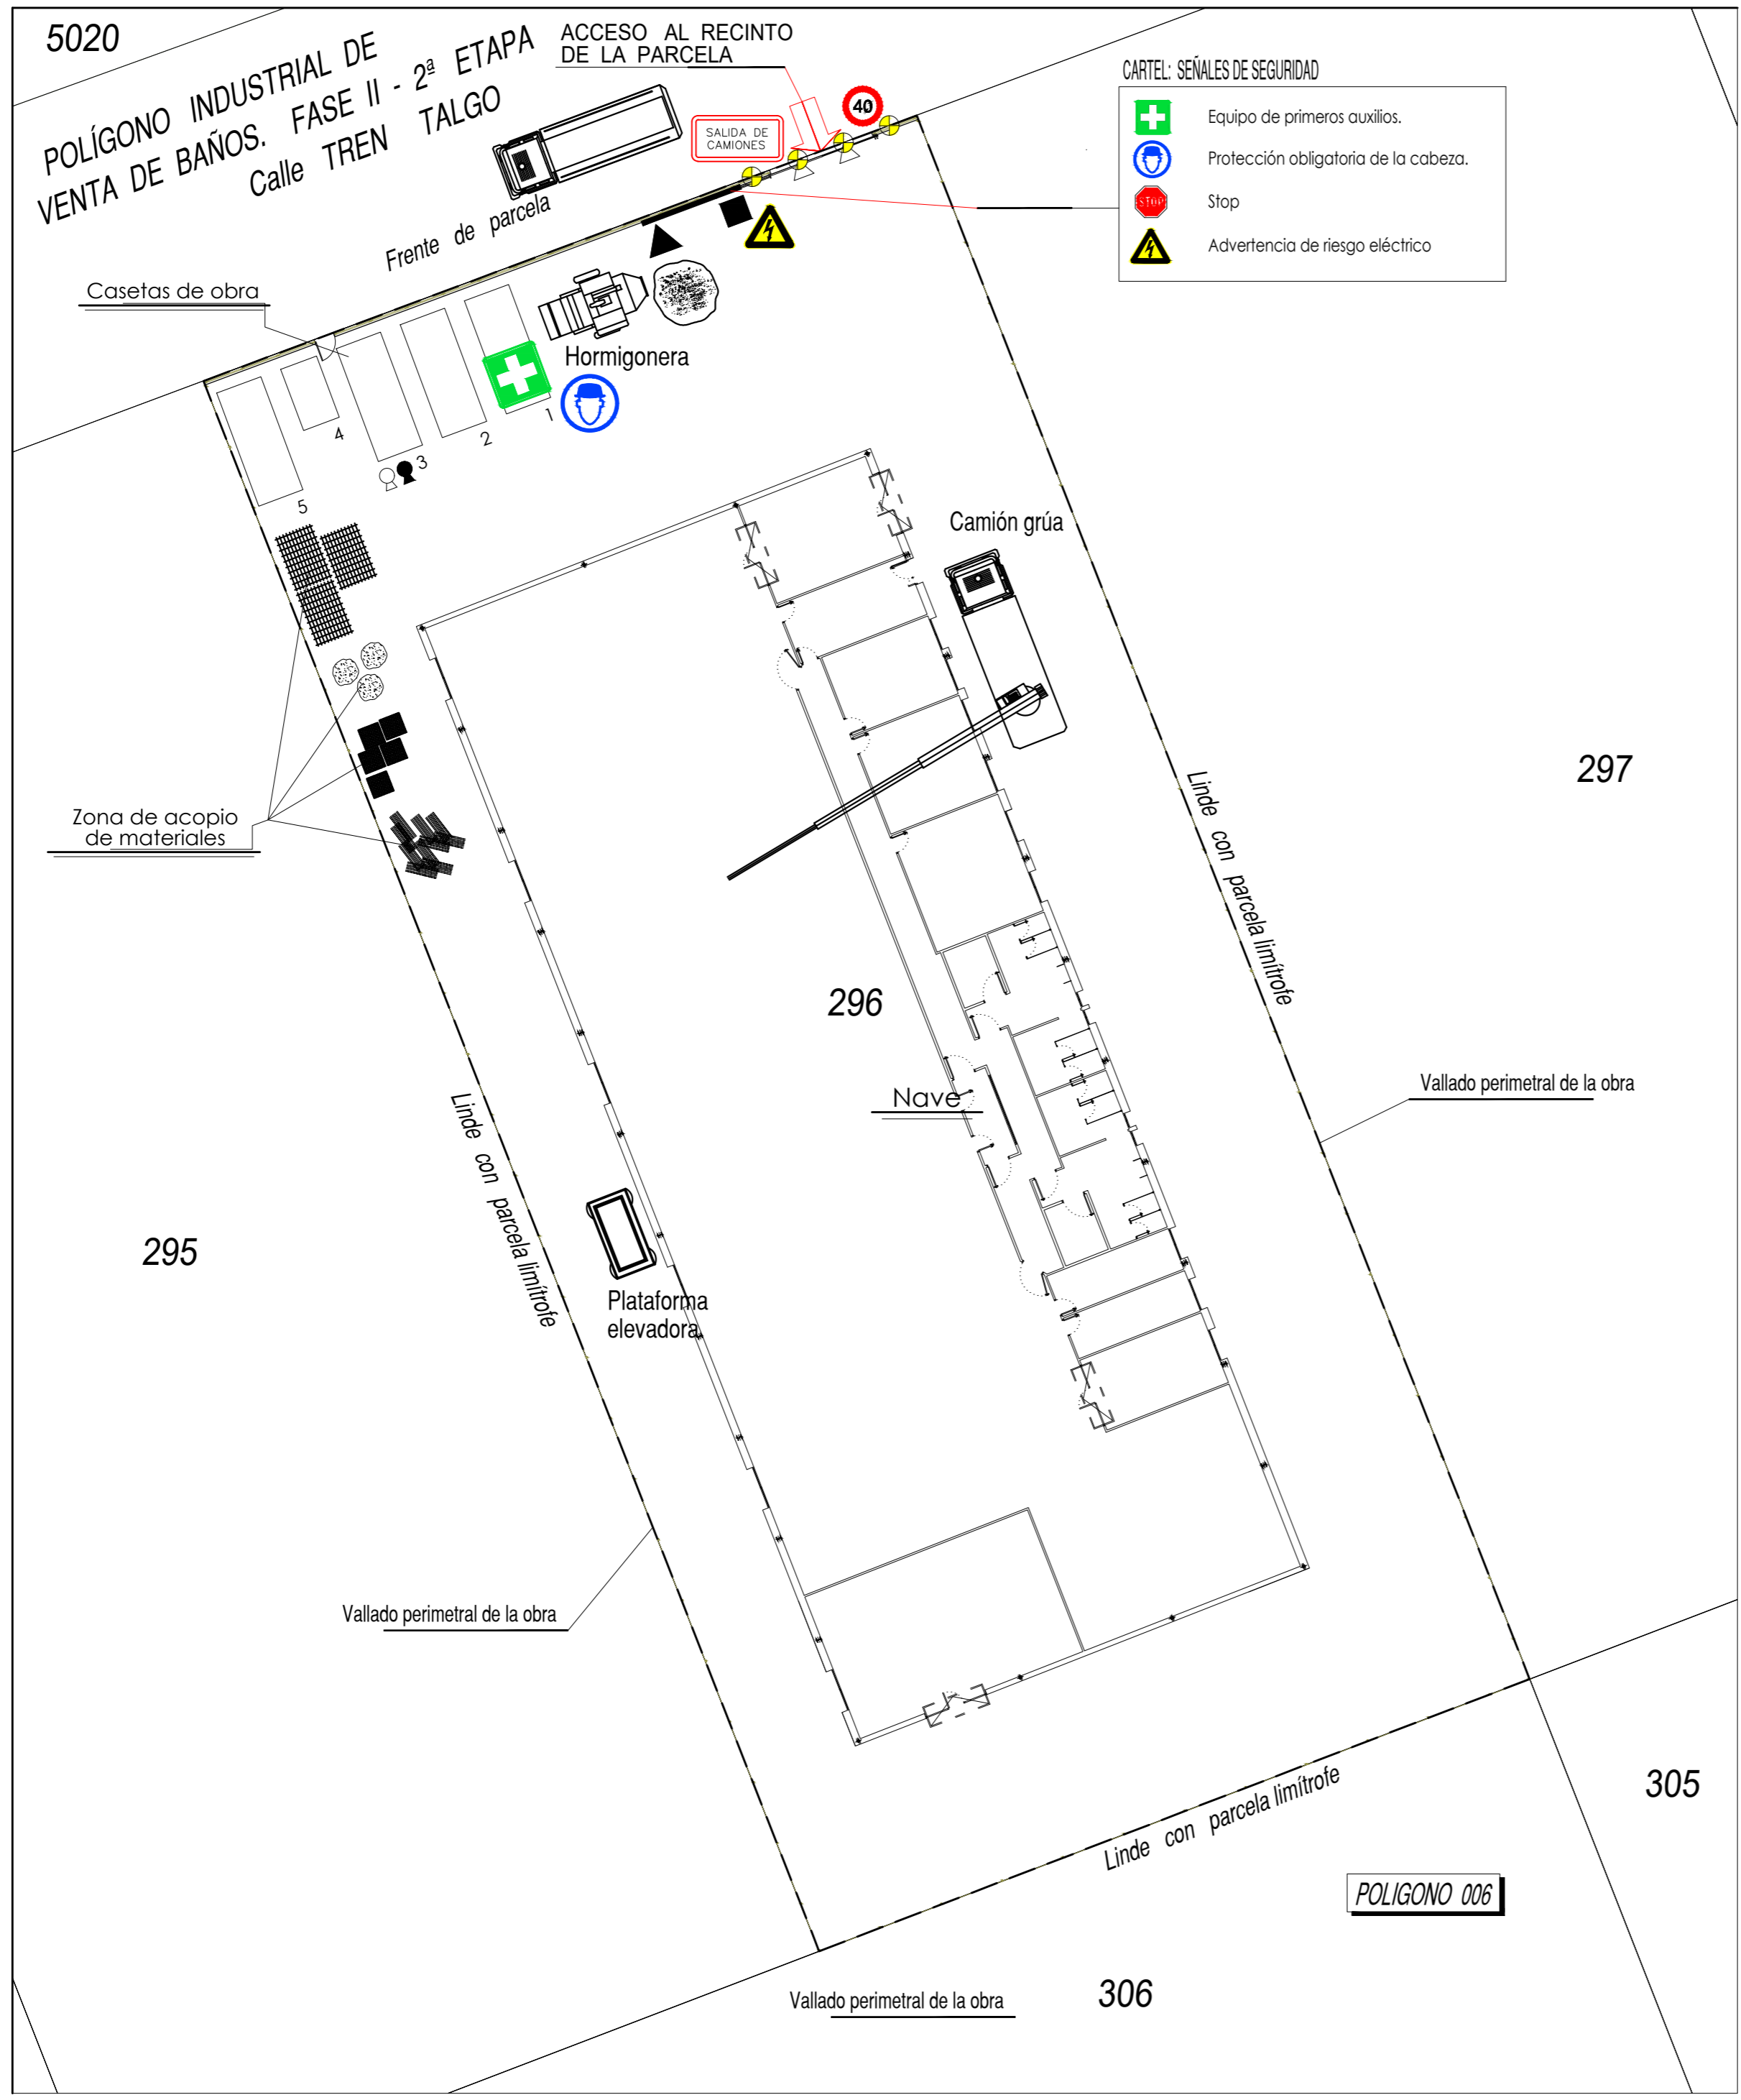 5020
POLÍGONO INDUSTRIAL DE
VENTA DE BAÑOS. FASE II - 2ª ETAPA
Calle TREN TALGO
ACCESO AL RECINTO
DE LA PARCELA
SALIDA DE
CAMIONES
40
CARTEL: SEÑALES DE SEGURIDAD
Equipo de primeros auxilios.
Protección obligatoria de la cabeza.
STOP
Stop
Advertencia de riesgo eléctrico
Frente de parcela
Casetas de obra
Hormigonera
1
2
3
4
5
Camión grúa
Zona de acopio
de materiales
297
Linde con parcela limítrofe
296
Nave
Vallado perimetral de la obra
Linde con parcela limítrofe
295
Plataforma
elevadora
Vallado perimetral de la obra
Linde con parcela limítrofe
305
POLIGONO 006
306
Vallado perimetral de la obra